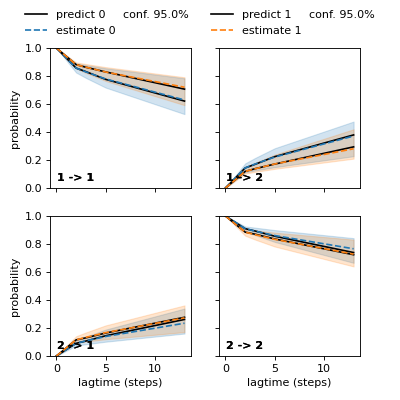 predict 0 conf. 95.0% predict 1 conf. 95.0%
estimate 0 estimate 1
1.0
0.8
0.6
0.4
0.2
0.0
probability
1 -> 1
1 -> 2
1.0
0.8
0.6
0.4
0.2
0.0
probability
2 -> 1
2 -> 2
0 5 10 0 5 10
lagtime (steps) lagtime (steps)